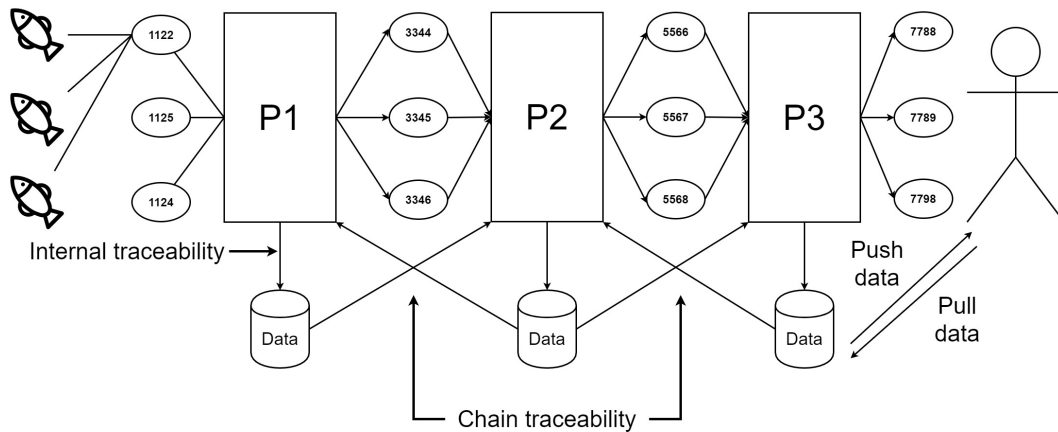 1122
1125
1124
P1
3344
3345
3346
P2
5566
5567
5568
P3
7788
7789
7798
Internal traceability
Data
Data
Data
Push
data
Pull
data
Chain traceability